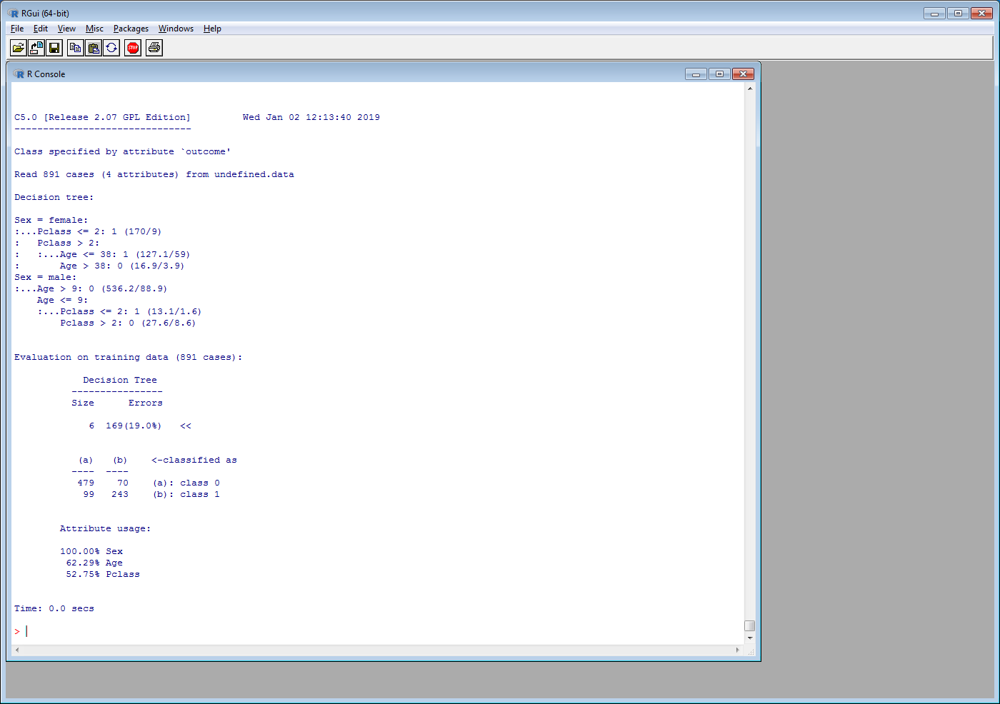 RGui (64-bit)
File Edit View Misc Packages Windows Help
STOP
R Console
C5.0 [Release 2.07 GPL Edition]         Wed Jan 02 12:13:40 2019
-------------------------------
Class specified by attribute `outcome'
Read 891 cases (4 attributes) from undefined.data
Decision tree:
Sex = female:
:...Pclass <= 2: 1 (170/9)
:   Pclass > 2:
:   :...Age <= 38: 1 (127.1/59)
:       Age > 38: 0 (16.9/3.9)
Sex = male:
:...Age > 9: 0 (536.2/88.9)
    Age <= 9:
    :...Pclass <= 2: 1 (13.1/1.6)
        Pclass > 2: 0 (27.6/8.6)
Evaluation on training data (891 cases):
            Decision Tree
          ----------------
          Size      Errors
             6  169(19.0%)   <<
           (a)   (b)    <-classified as
          ----  ----
           479    70    (a): class 0
            99   243    (b): class 1
        Attribute usage:
        100.00% Sex
         62.29% Age
         52.75% Pclass
Time: 0.0 secs
>